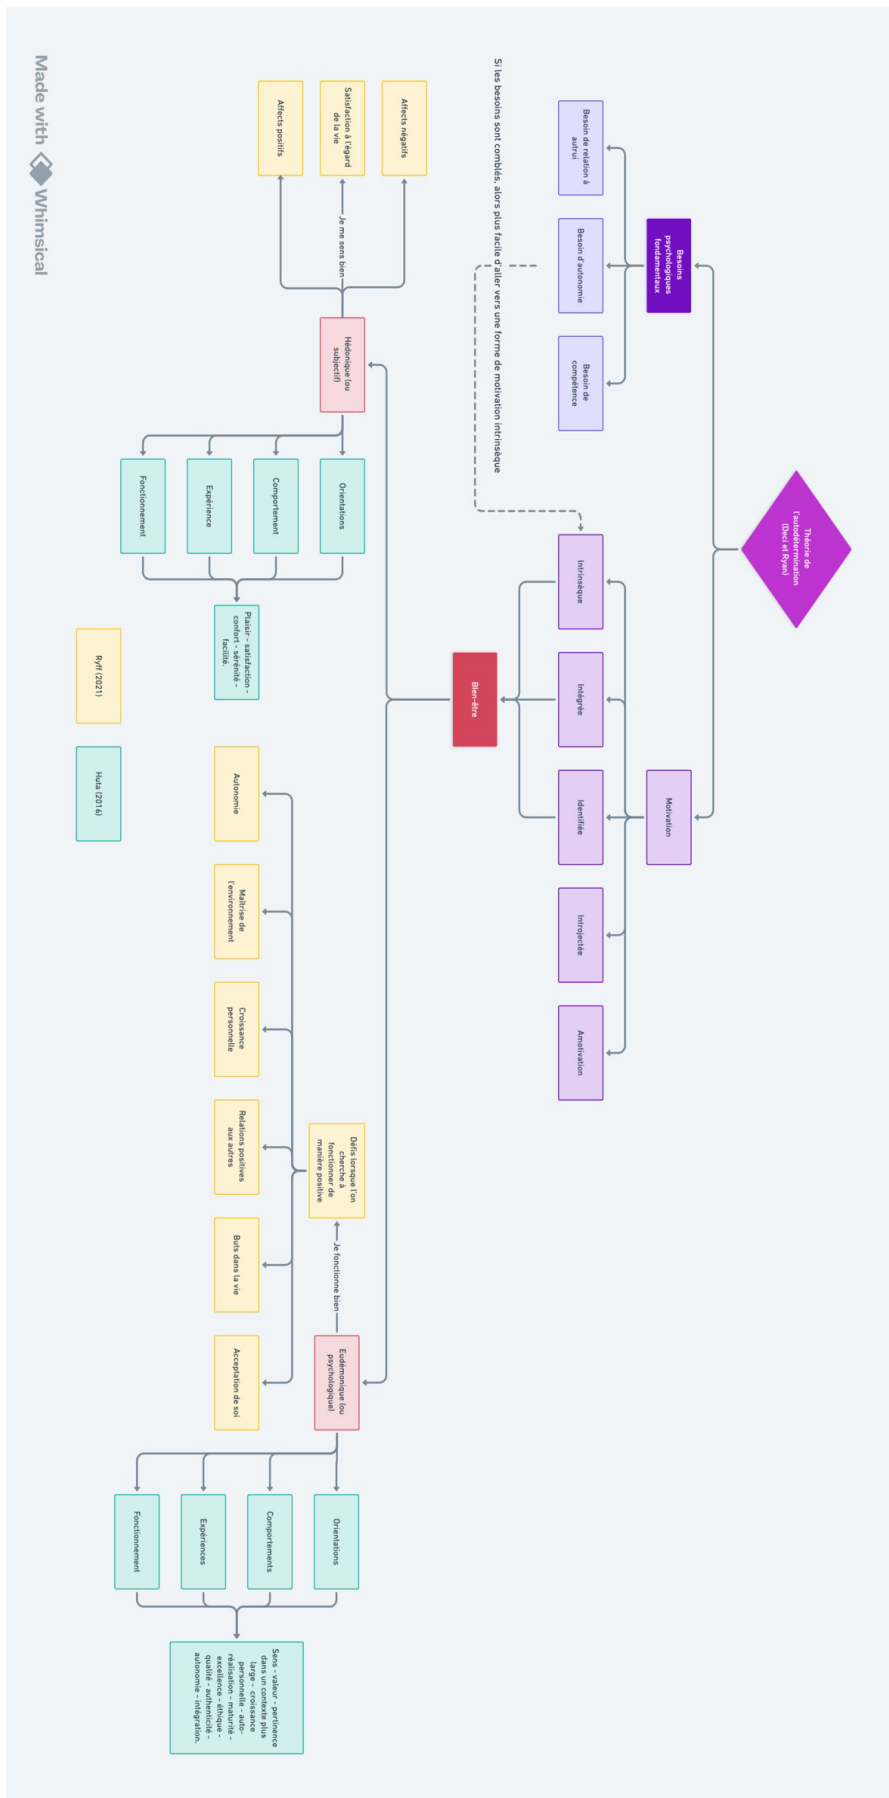 Théorie de
l'autodétermination
(Deci et Ryan)
Besoins
psychologiques
fondamentaux
Motivation
Besoin de relation à
autrui
Besoin d'autonomie
Besoin de
compétence
Intrinsèque
Intégrée
Identifiée
Introjectée
Amotivation
Si les besoins sont comblés, alors plus facile d'aller vers une forme de motivation intrinsèque
Bien-être
Affects négatifs
Satisfaction à l'égard
de la vie
Affects positifs
Je me sens bien
Hédonique (ou
subjectif)
Orientations
Comportement
Expérience
Fonctionnement
Plaisir - satisfaction -
confort - sérénité -
facilité.
Défis lorsque l'on
cherche à
fonctionner de
manière positive
Je fonctionne bien
Eudémonique (ou
psychologique)
Autonomie
Maîtrise de
l'environnement
Croissance
personnelle
Relations positives
aux autres
Buts dans la vie
Acceptation de soi
Orientations
Comportements
Expériences
Fonctionnement
Sens - valeur - pertinence
dans un contexte plus
large - croissance
personnelle - auto-
réalisation - maturité -
excellence - éthique -
qualité - authenticité -
autonomie - intégration.
Ryff (2021)
Huta (2016)
Made with Whimsical